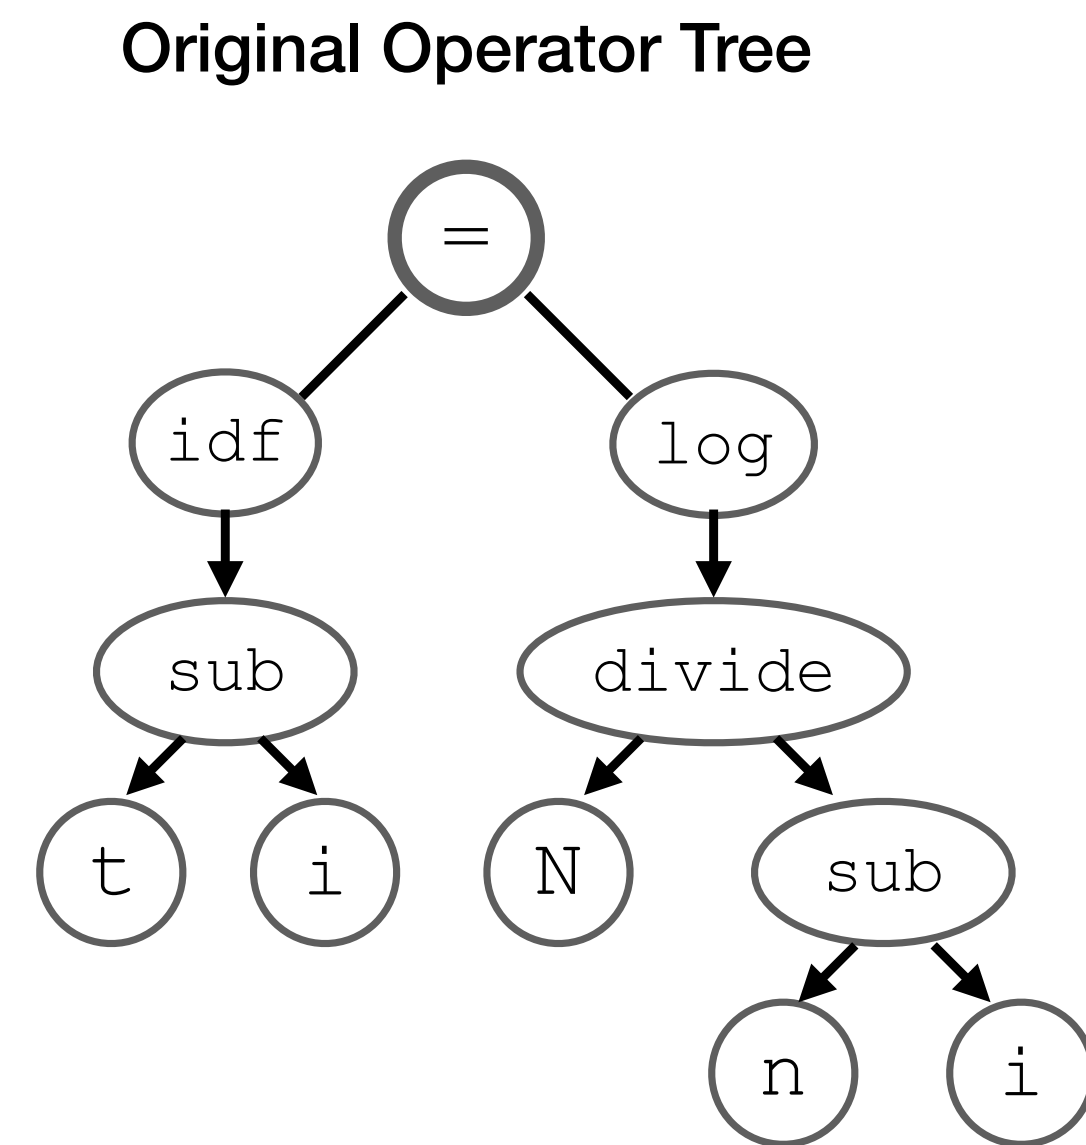 Original Operator Tree
=
idf log
sub divide
t i N sub
n i